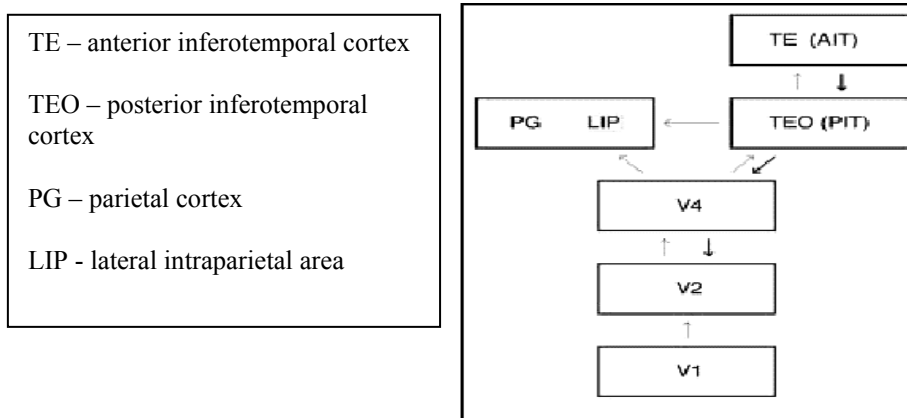 TE – anterior inferotemporal cortex
TEO – posterior inferotemporal
cortex
PG – parietal cortex
LIP - lateral intraparietal area
TE (AIT)
PG LIP
TEO (PIT)
V4
V2
V1